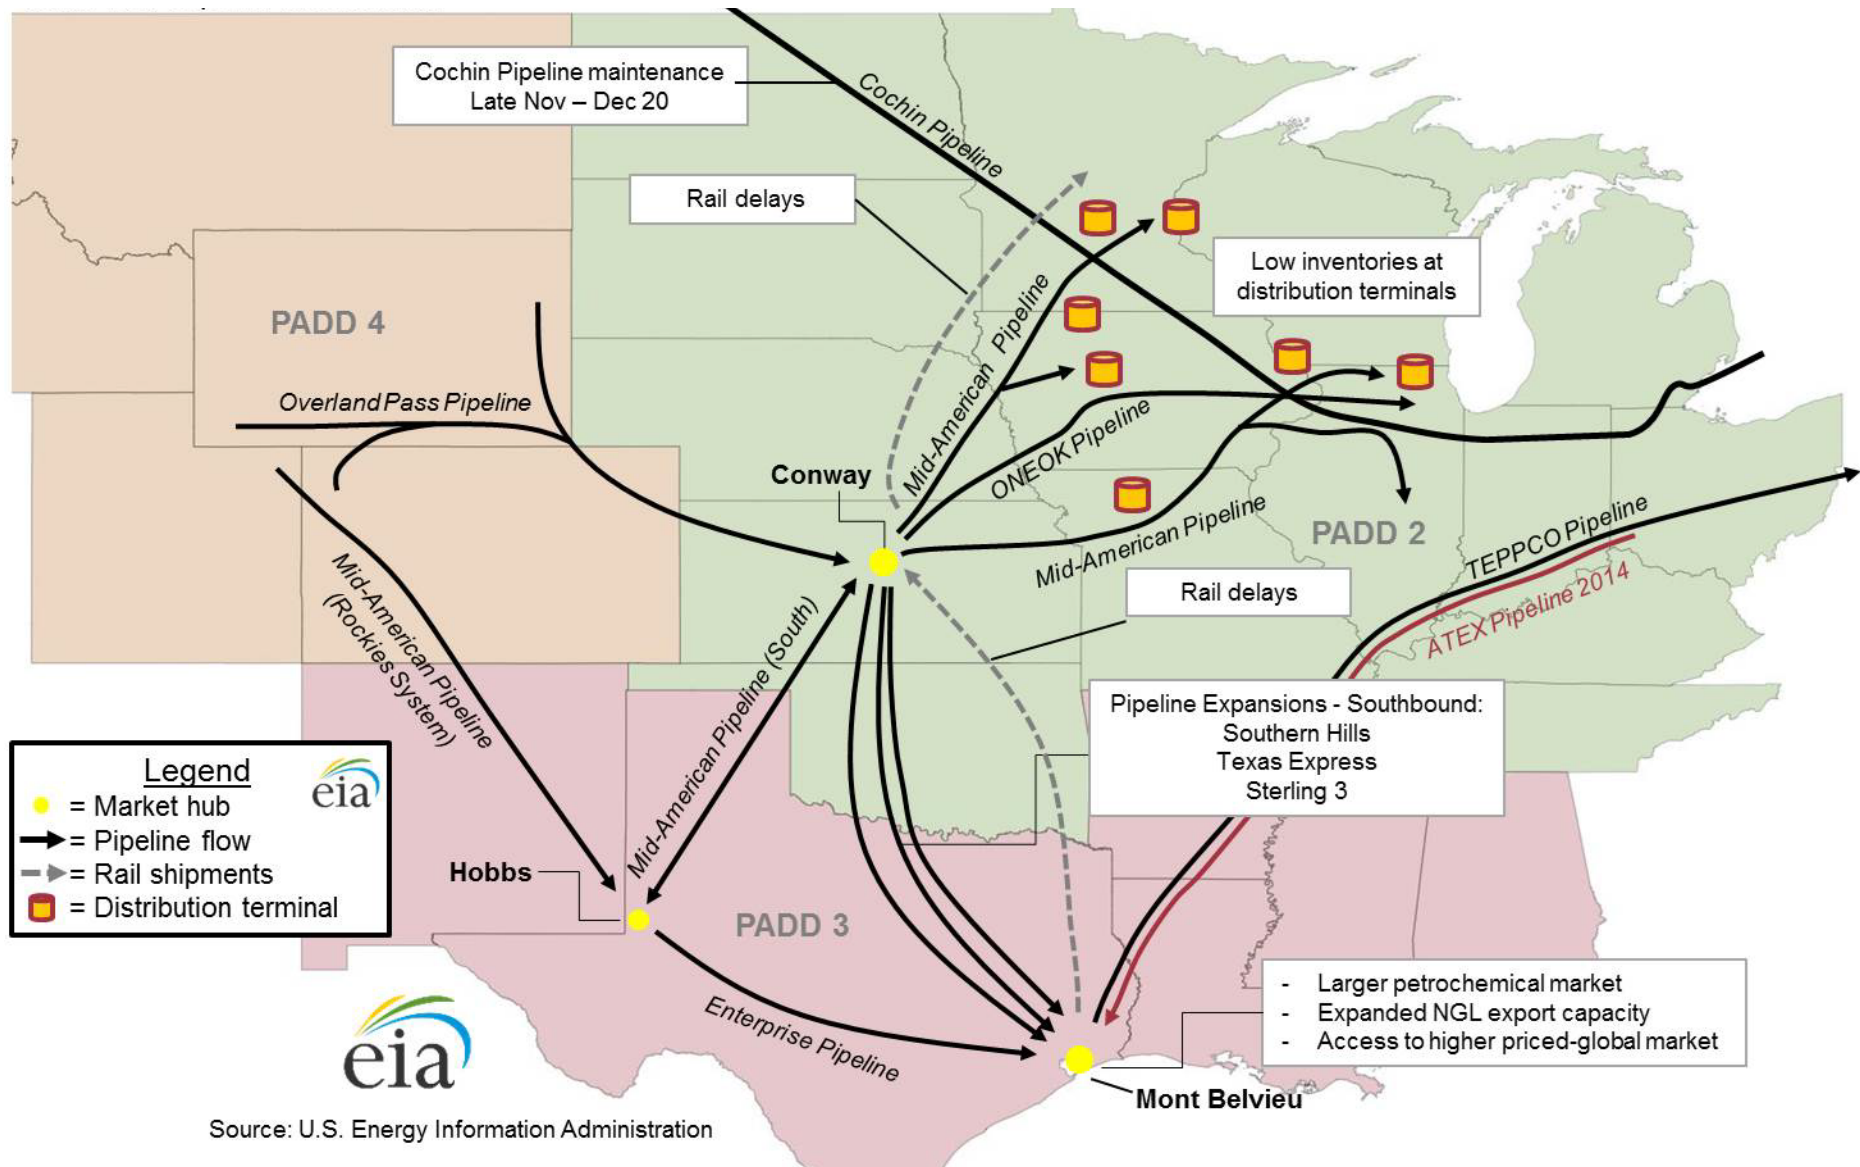 Cochin Pipeline maintenance
Late Nov – Dec 20
Cochin Pipeline
Rail delays
Low inventories at
distribution terminals
PADD 4
Overland Pass Pipeline
Mid-American Pipeline
ONEOK Pipeline
Conway
Mid-American Pipeline
PADD 2
TEPPCO Pipeline
ATEX Pipeline 2014
Rail delays
Mid-American Pipeline
(Rockies System)
Mid-American Pipeline (South)
Pipeline Expansions - Southbound:
Southern Hills
Texas Express
Sterling 3
Legend
eia
= Market hub
= Pipeline flow
= Rail shipments
= Distribution terminal
Hobbs
PADD 3
Enterprise Pipeline
- Larger petrochemical market
- Expanded NGL export capacity
- Access to higher priced-global market
Mont Belvieu
eia
Source: U.S. Energy Information Administration